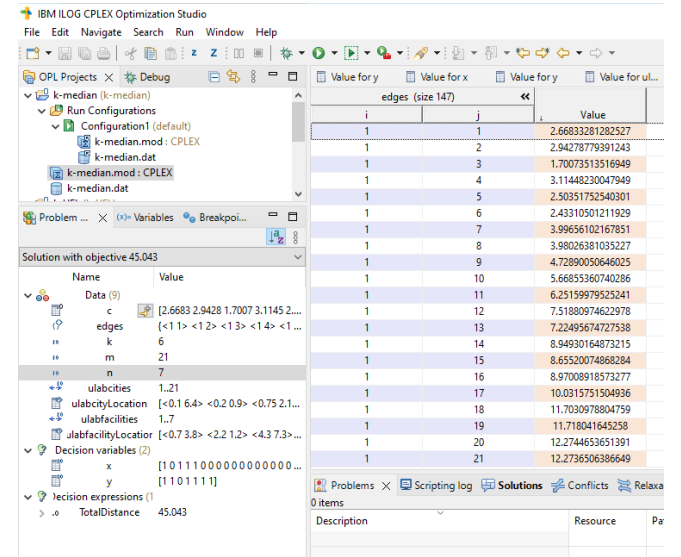 IBM ILOG CPLEX Optimization Studio
File Edit Navigate Search Run Window Help
OPL Projects Debug
k-median (k-median)
Run Configurations
Configuration1 (default)
k-median.mod : CPLEX
k-median.dat
k-median.mod : CPLEX
k-median.dat
Problem ... (x)= Variables Breakpoi...
Solution with objective 45.043
Name Value
Data (9)
c [2.6683 2.9428 1.7007 3.1145 2....
edges {<1 1> <1 2> <1 3> <1 4> <1 ...
k 6
m 21
n 7
ulabcities 1..21
ulabcityLocation [<0.1 6.4> <0.2 0.9> <0.75 2.1...
ulabfacilities 1..7
ulabfacilityLocatior [<0.7 3.8> <2.2 1.2> <4.3 7.3>...
Decision variables (2)
x [1 0 1 1 1 0 0 0 0 0 0 0 0 0 0 0 ...
y [1 1 0 1 1 1 1]
)ecision expressions (1
TotalDistance 45.043
Value for y Value for x Value for y Value for ul...
edges (size 147)
i j Value
1 1 2.66833281282527
1 2 2.94278779391243
1 3 1.70073513516949
1 4 3.11448230047949
1 5 2.50351752540301
1 6 2.43310501211929
1 7 3.99656102167851
1 8 3.98026381035227
1 9 4.72890050646025
1 10 5.66855360740286
1 11 6.25159979525241
1 12 7.51880974622978
1 13 7.22495674727538
1 14 8.94930164873215
1 15 8.65520074868284
1 16 8.97008918573277
1 17 10.0315751504936
1 18 11.7030978804759
1 19 11.718041645258
1 20 12.2744653651391
1 21 12.2736506386649
Problems Scripting log Solutions Conflicts Relaxa
0 items
Description Resource Pa